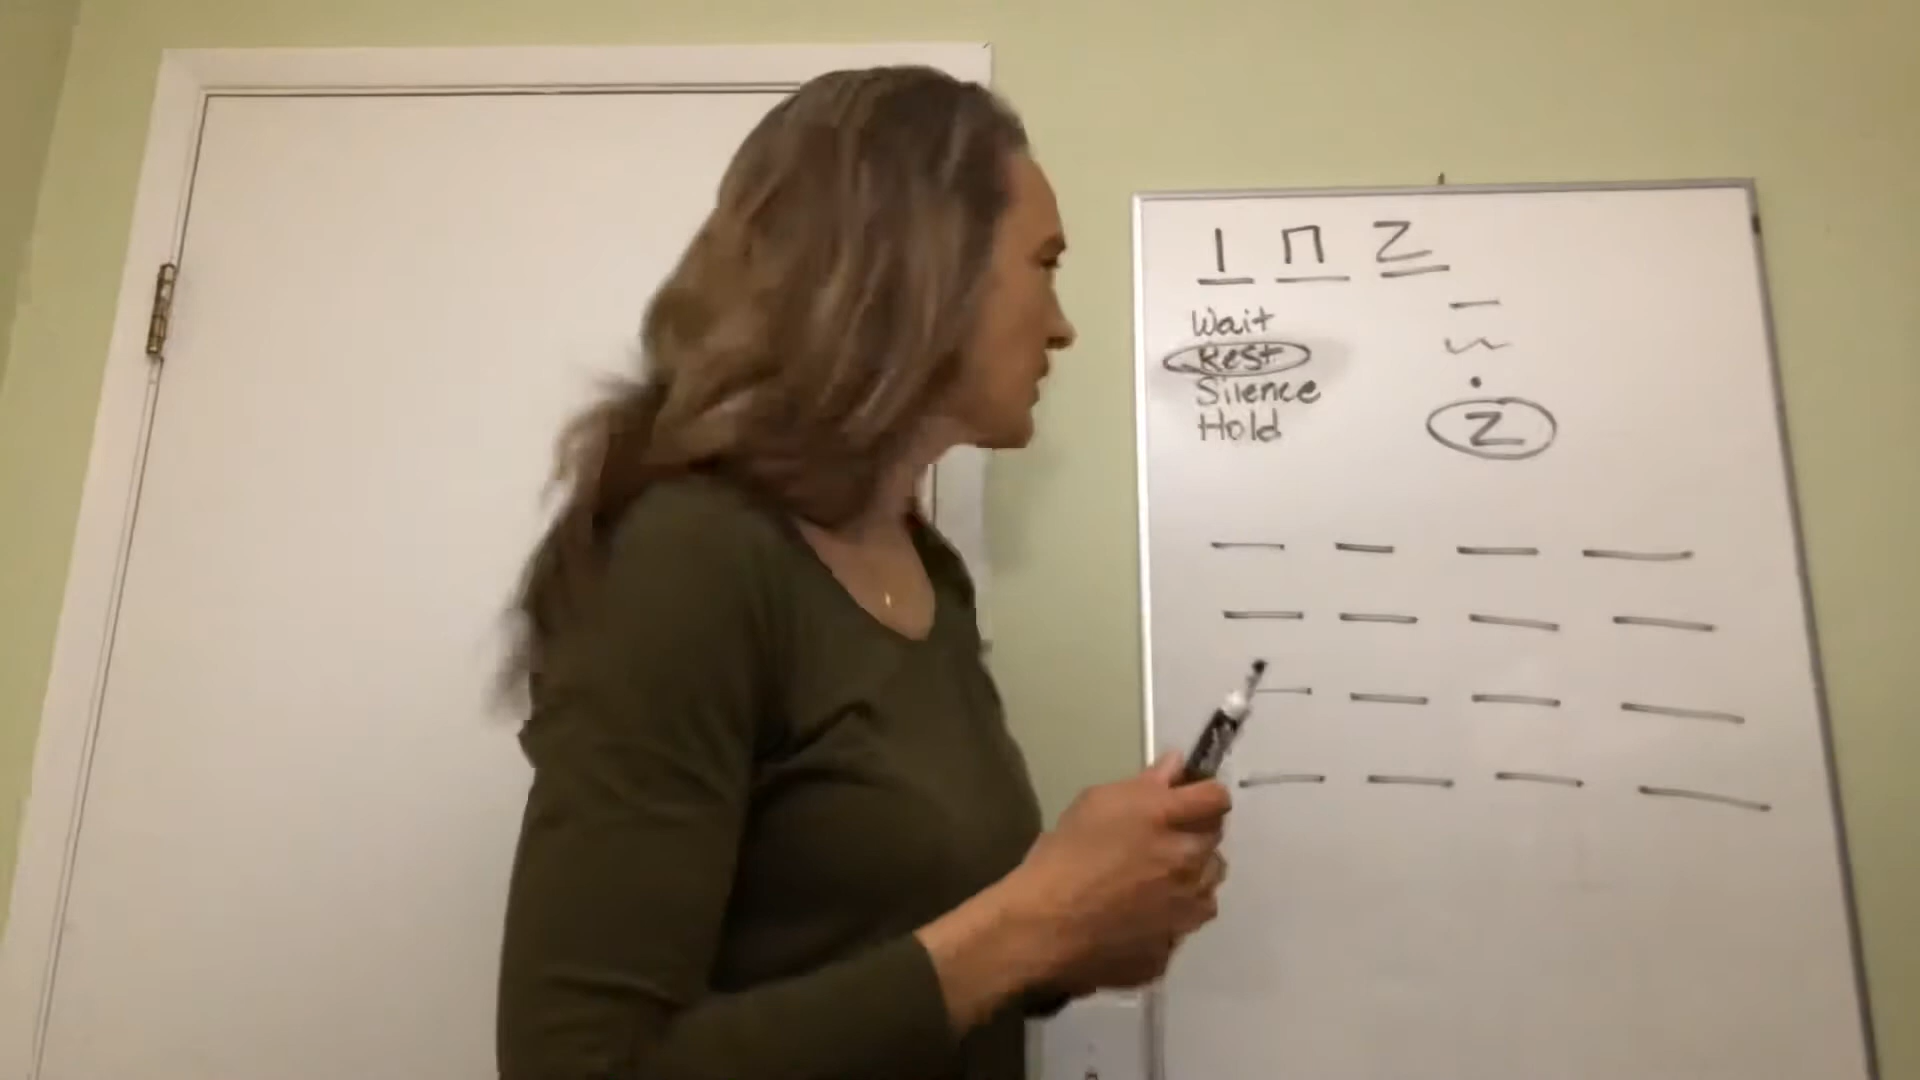 I П Z
Wait
Rest
Silence
Hold
Z